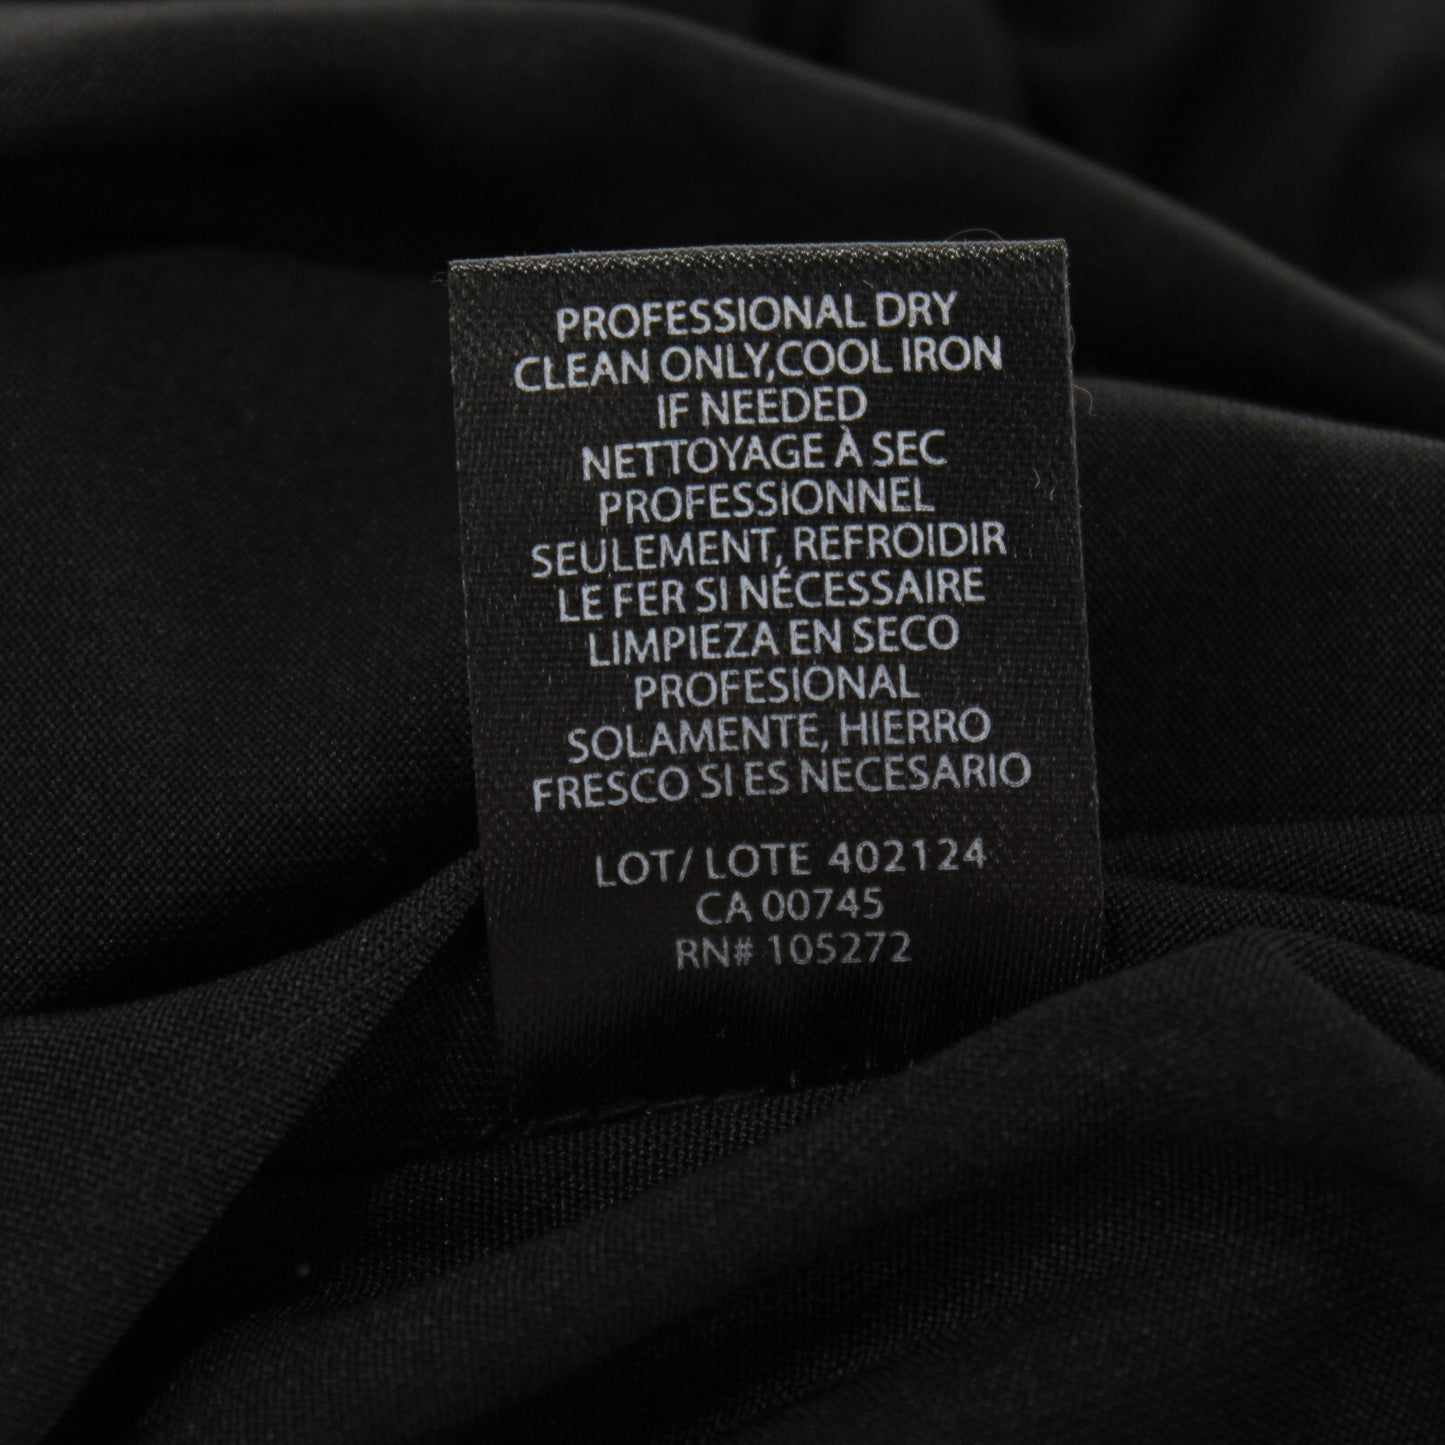 PROFESSIONAL DRY
CLEAN ONLY,COOL IRON
IF NEEDED
NETTOYAGE À SEC
PROFESSIONNEL
SEULEMENT, REFROIDIR
LE FER SI NÉCESSAIRE
LIMPIEZA EN SECO
PROFESIONAL
SOLAMENTE, HIERRO
FRESCO SI ES NECESARIO
LOT/ LOTE 402124
CA 00745
RN# 105272